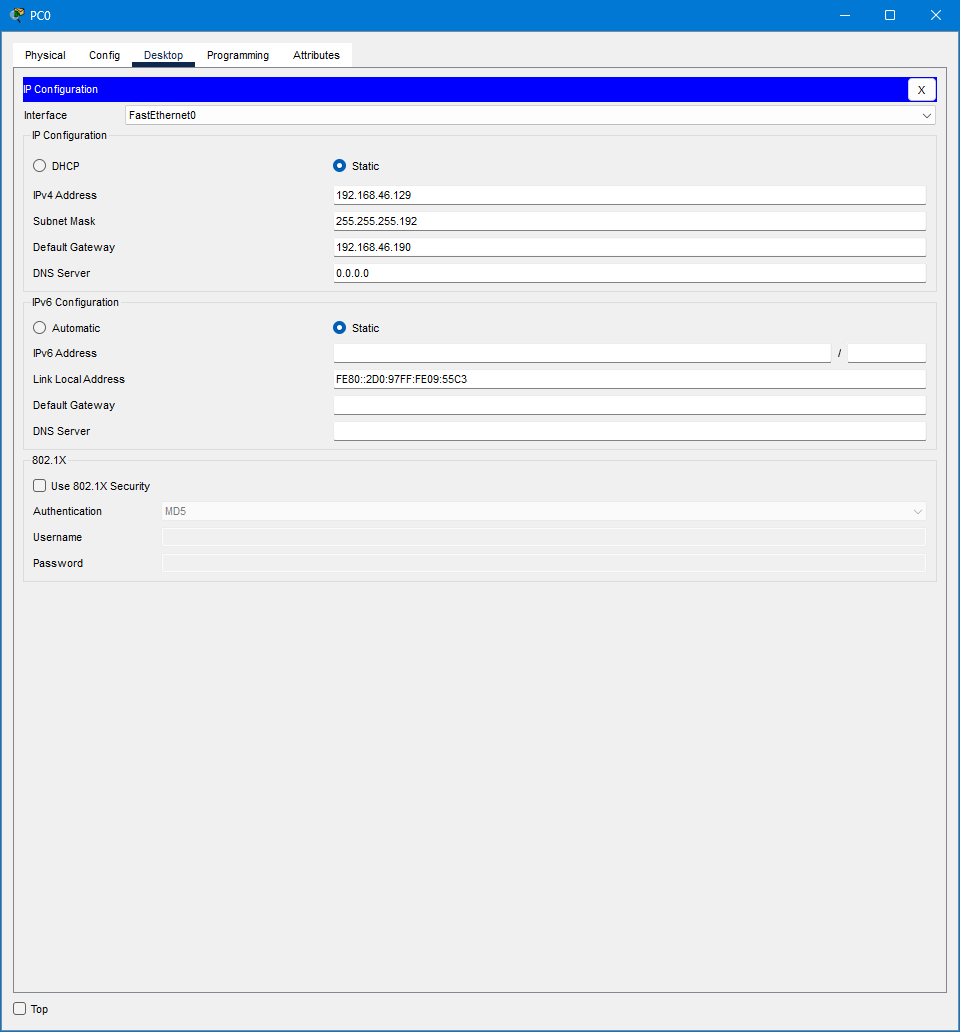 PC0
Physical Config Desktop Programming Attributes
IP Configuration
X
Interface FastEthernet0
IP Configuration
DHCP Static
IPv4 Address 192.168.46.129
Subnet Mask 255.255.255.192
Default Gateway 192.168.46.190
DNS Server 0.0.0.0
IPv6 Configuration
Automatic Static
IPv6 Address /
Link Local Address FE80::2D0:97FF:FE09:55C3
Default Gateway
DNS Server
802.1X
Use 802.1X Security
Authentication MD5
Username
Password
Top